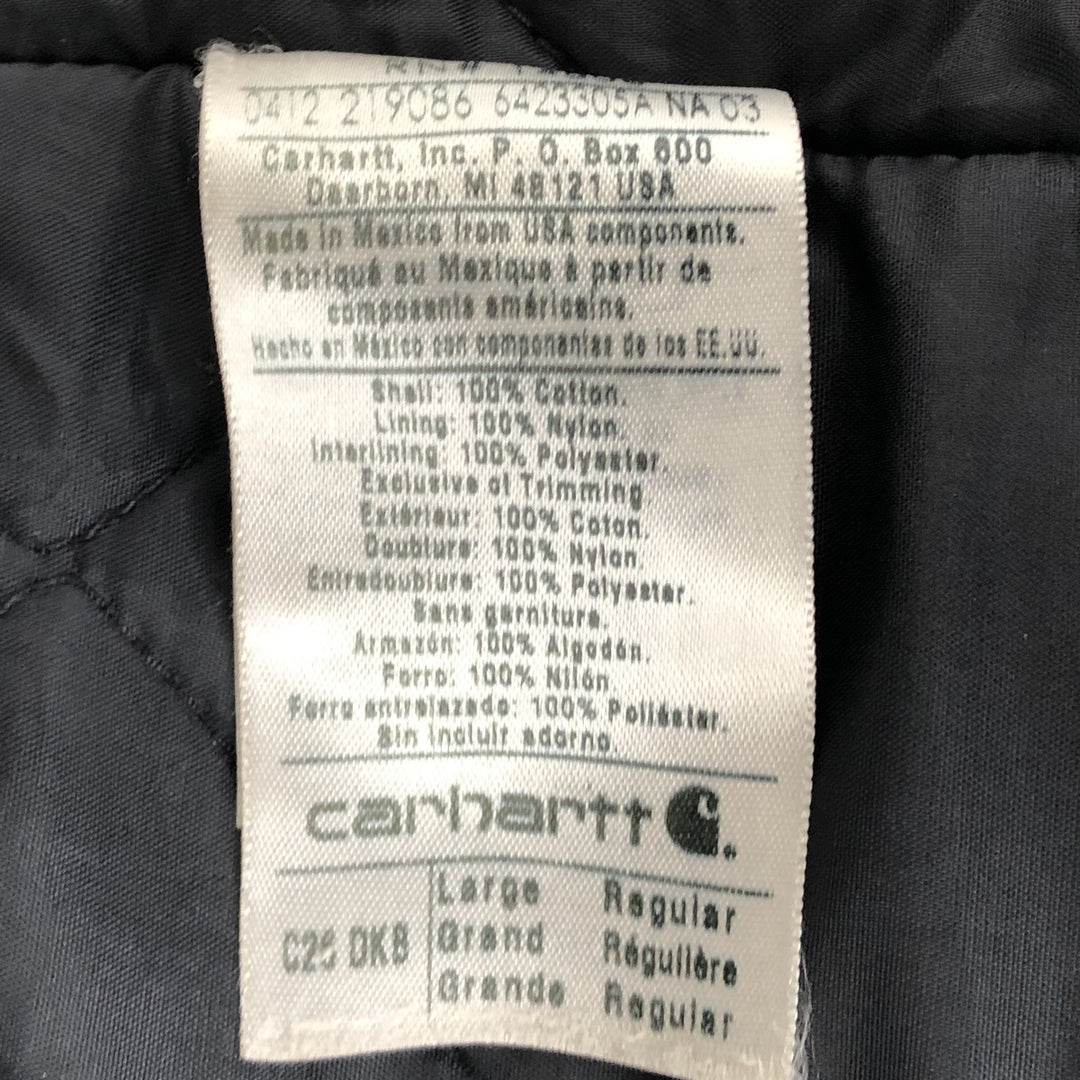 0412 219086 6423305A NA 03
Carhartt, Inc. P. O. Box 600
Dearborn, MI 48121 USA
Made in Mexico from USA components.
Fabriqué au Mexique à partir de
composants américains.
Hecho en México con componentes de los EE.UU.
Shell: 100% Cotton.
Lining: 100% Nylon.
Interlining: 100% Polyester.
Exclusive of Trimming
Extérieur: 100% Coton.
Doublure: 100% Nylon.
Entredoublure: 100% Polyester.
Sans garniture.
Armazón: 100% Algodón.
Forro: 100% Nilón
Forro entrelazado: 100% Poliéster.
Sin incluir adorno.
carhartt
DKB
Large Regular
Grand Régulière
Grande Regular